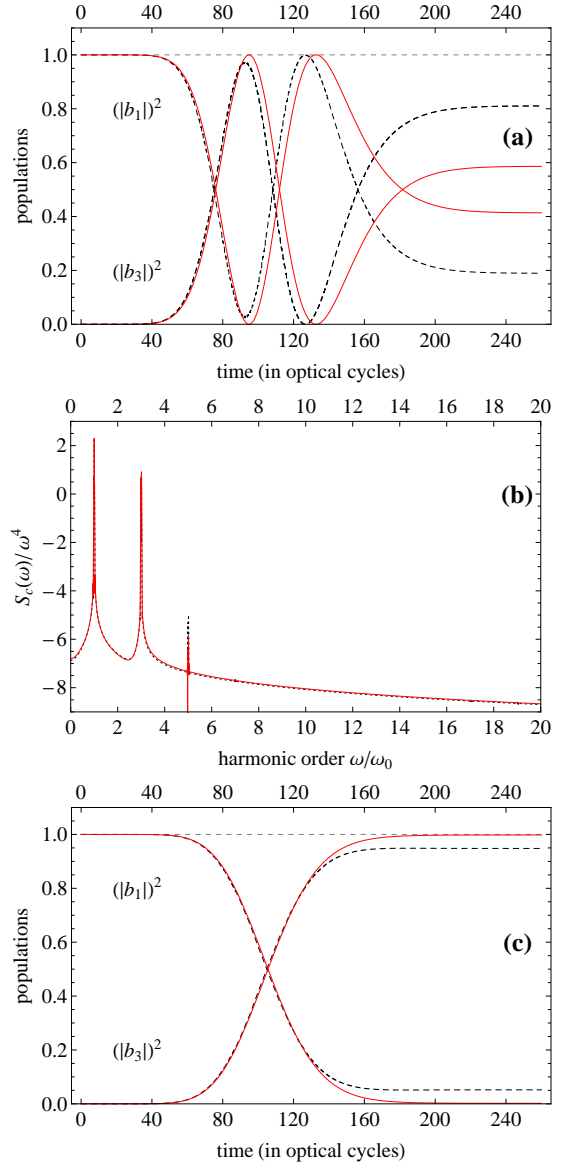 0 40 80 120 160 200 240
1.0
0.8
0.6
0.4
0.2
0.0
populations
(|b₁|)²
(|b₃|)²
(a)
0 40 80 120 160 200 240
time (in optical cycles)
0 2 4 6 8 10 12 14 16 18 20
2
0
−2
−4
−6
−8
S_c(ω)/ω⁴
(b)
0 2 4 6 8 10 12 14 16 18 20
harmonic order ω/ω₀
0 40 80 120 160 200 240
1.0
0.8
0.6
0.4
0.2
0.0
populations
(|b₁|)²
(|b₃|)²
(c)
0 40 80 120 160 200 240
time (in optical cycles)